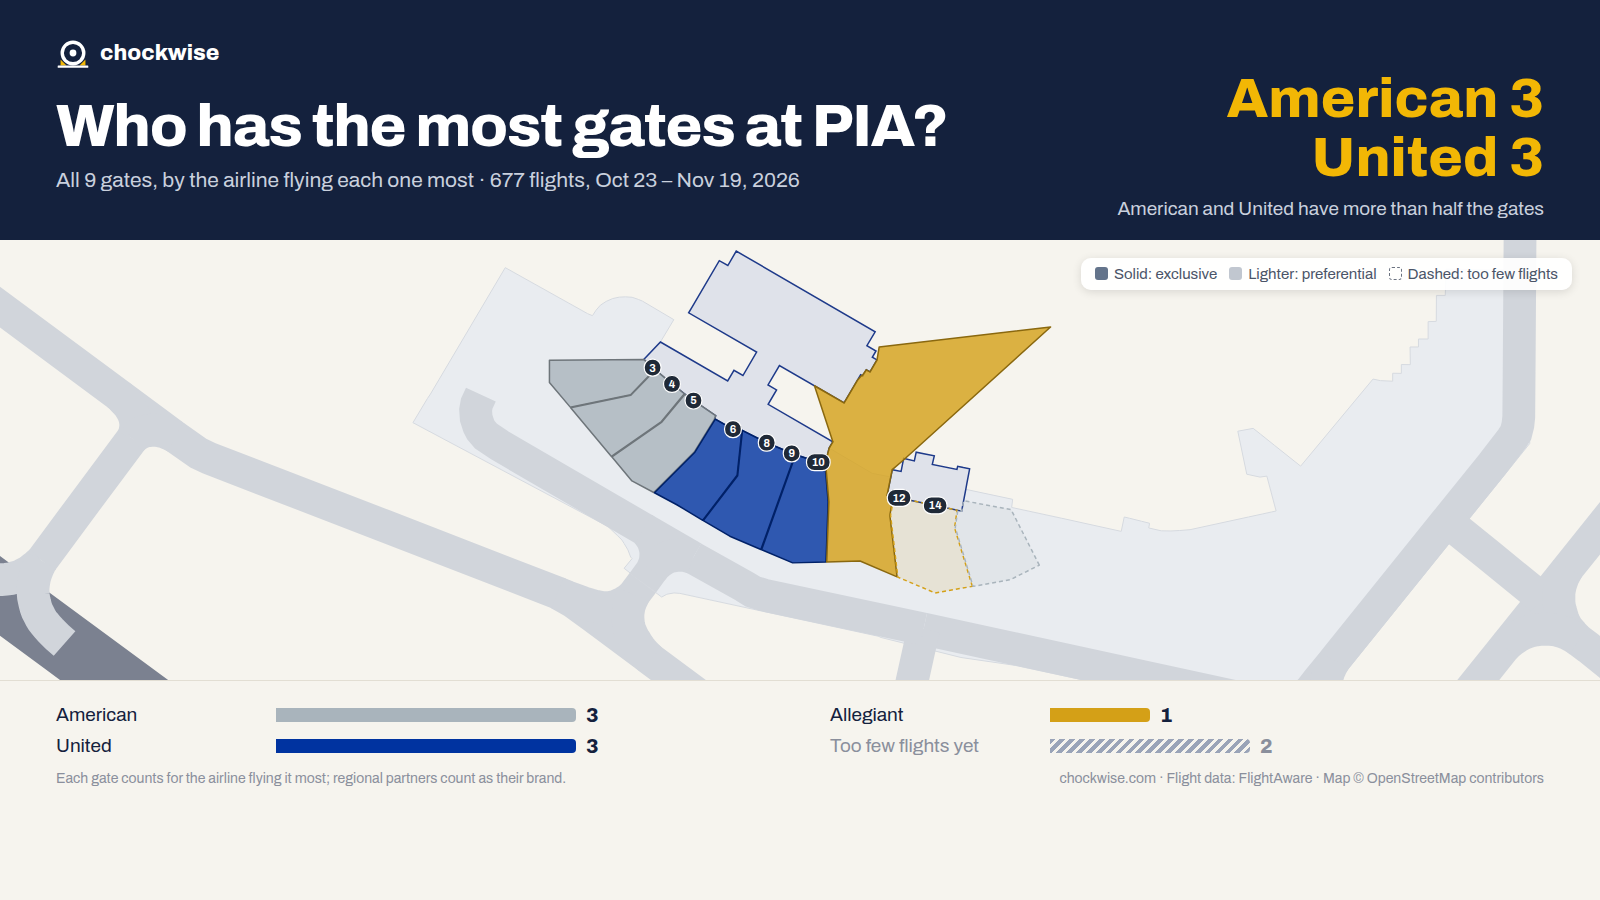 chockwise
Who has the most gates at PIA?
All 9 gates, by the airline flying each one most · 677 flights, Oct 23 – Nov 19, 2026
American 3
United 3
American and United have more than half the gates
Solid: exclusive
Lighter: preferential
Dashed: too few flights
3
4
5
6
8
9
10
12
14
American 3
United 3
Allegiant 1
Too few flights yet 2
Each gate counts for the airline flying it most; regional partners count as their brand.
chockwise.com · Flight data: FlightAware · Map © OpenStreetMap contributors